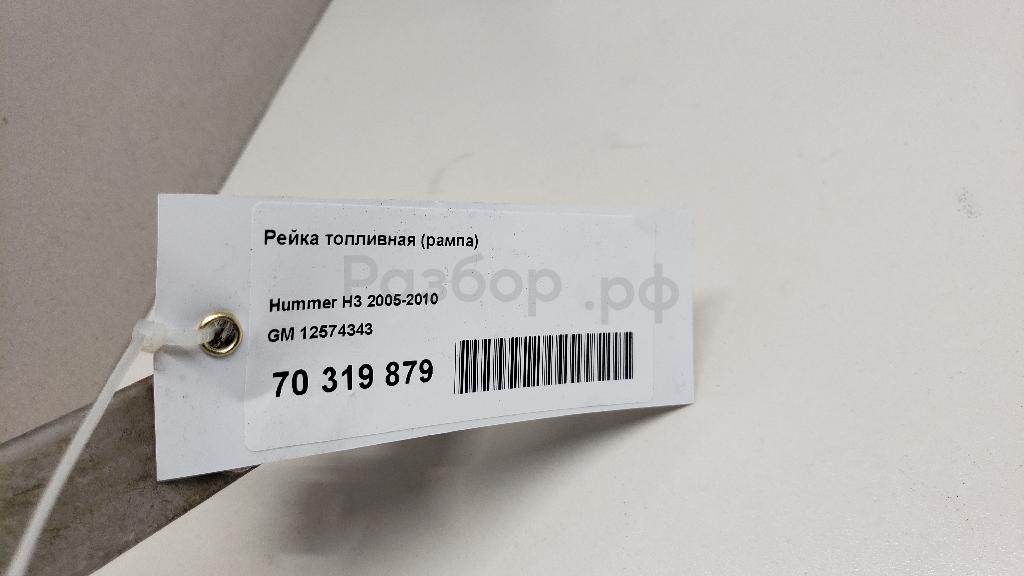 Рейка топливная (рампа)
Разбор.рф
Hummer H3 2005-2010
GM 12574343
70 319 879